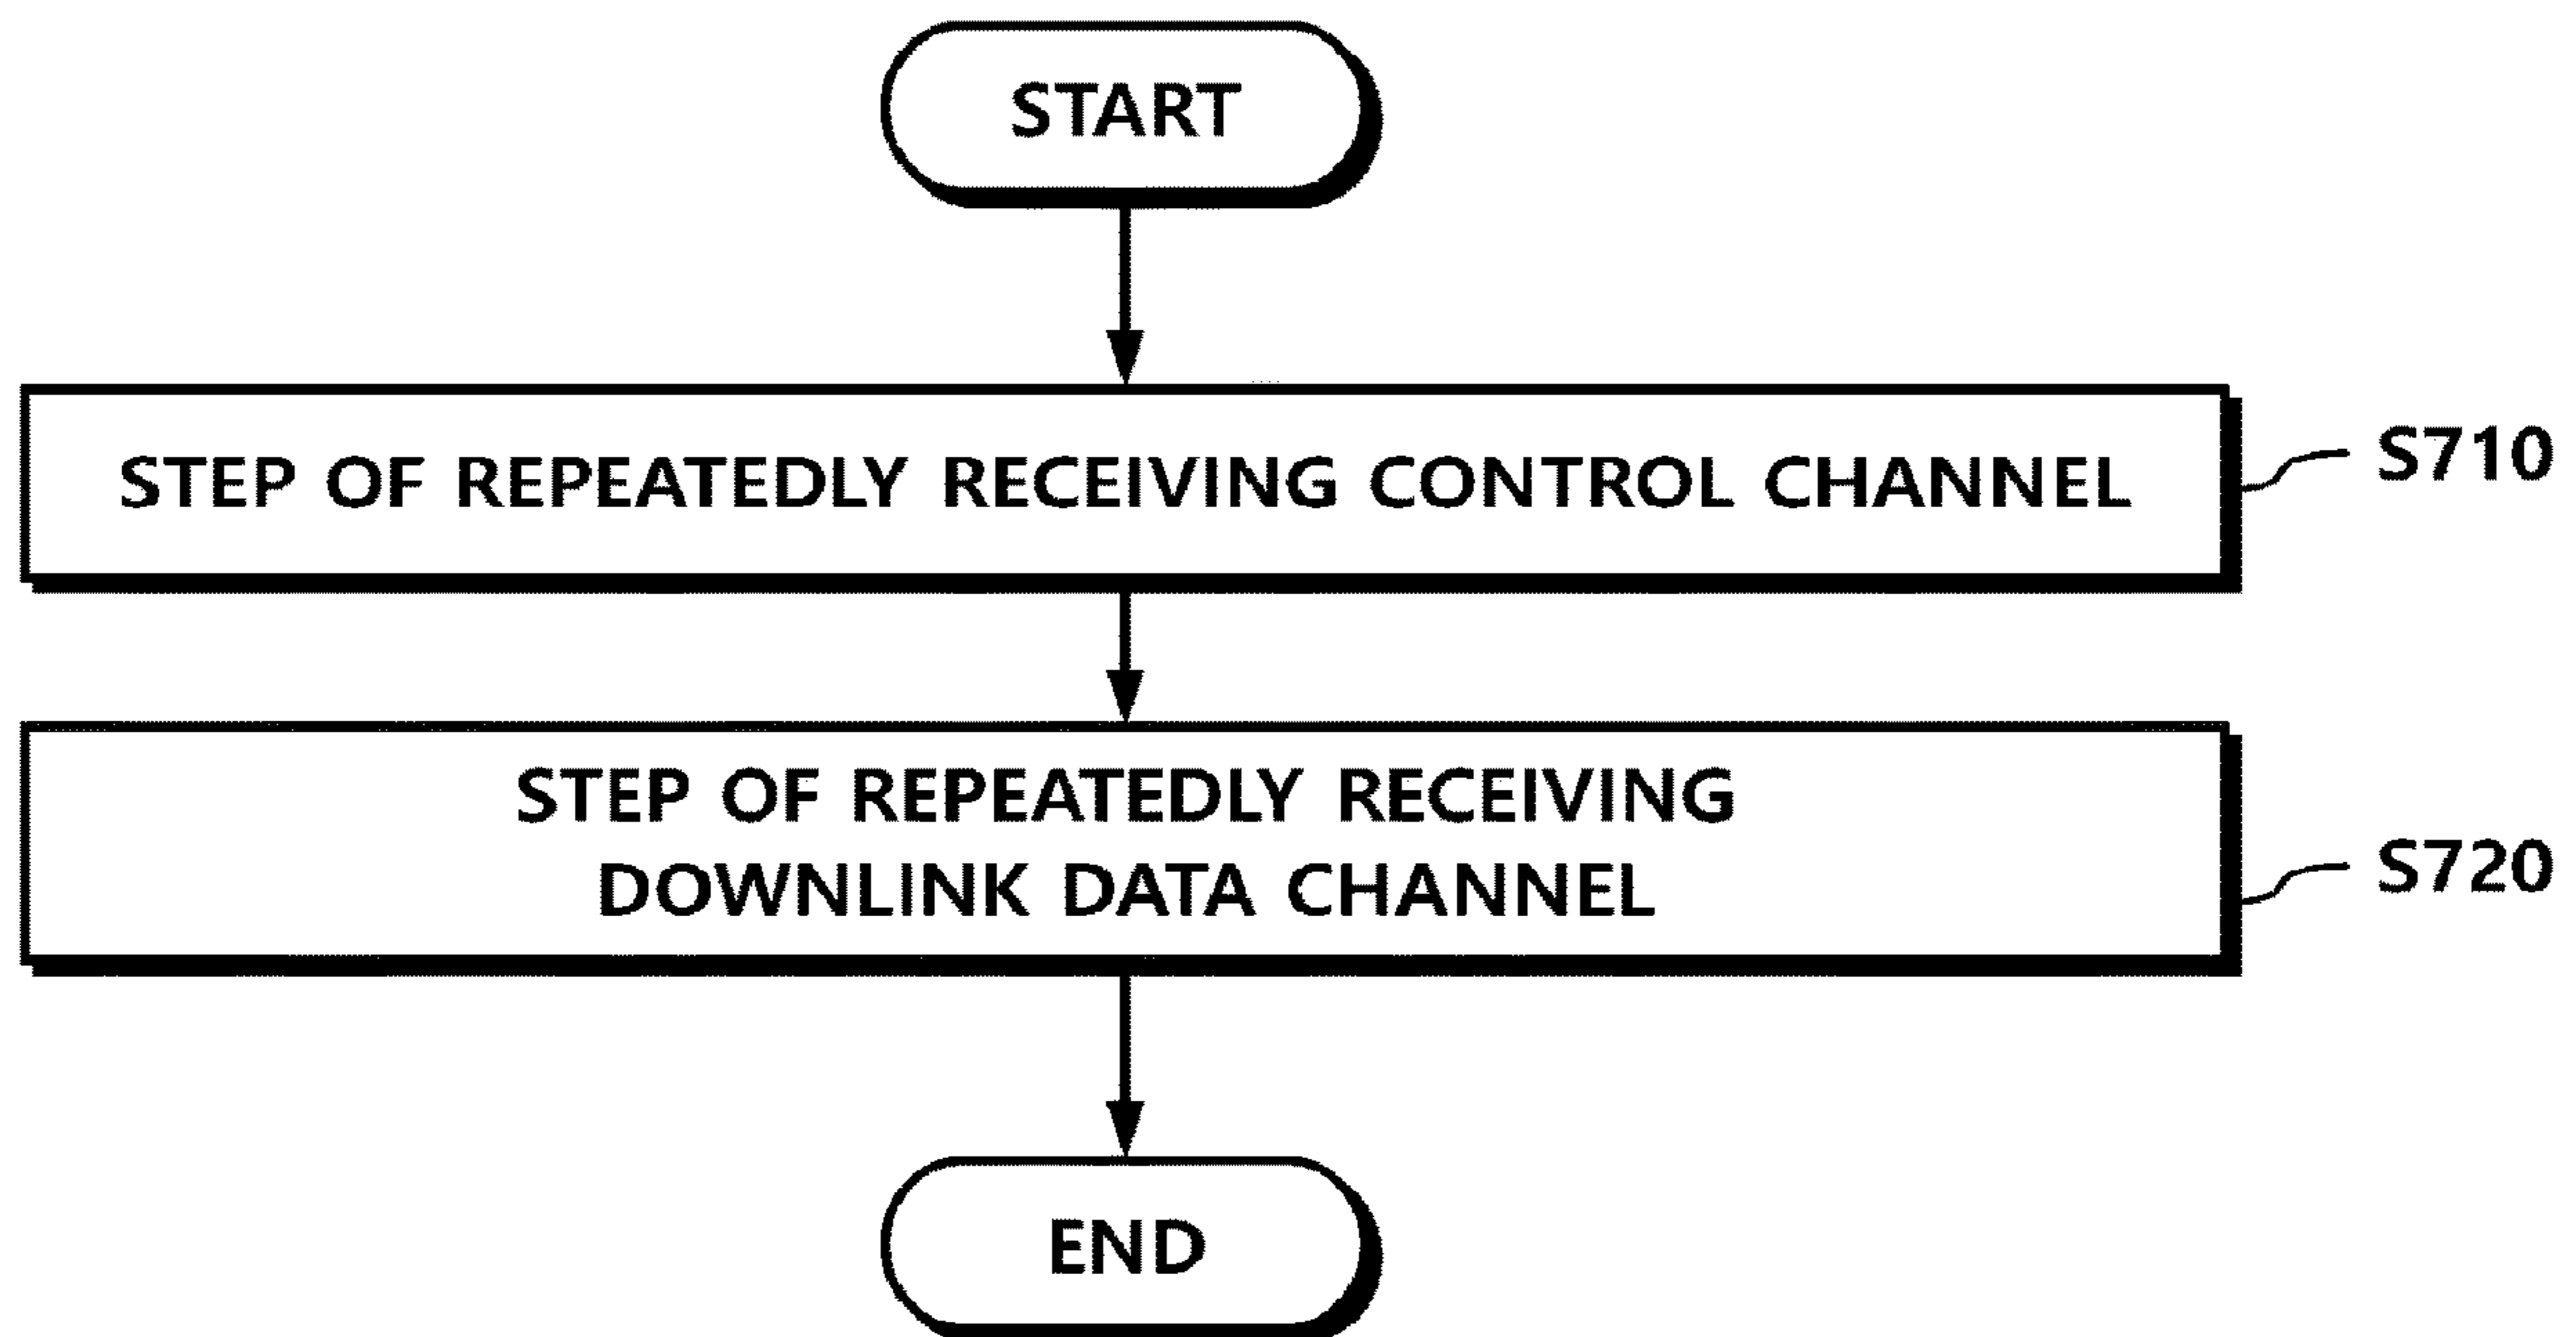 START
STEP OF REPEATEDLY RECEIVING CONTROL CHANNEL
S710
STEP OF REPEATEDLY RECEIVING
DOWNLINK DATA CHANNEL
S720
END